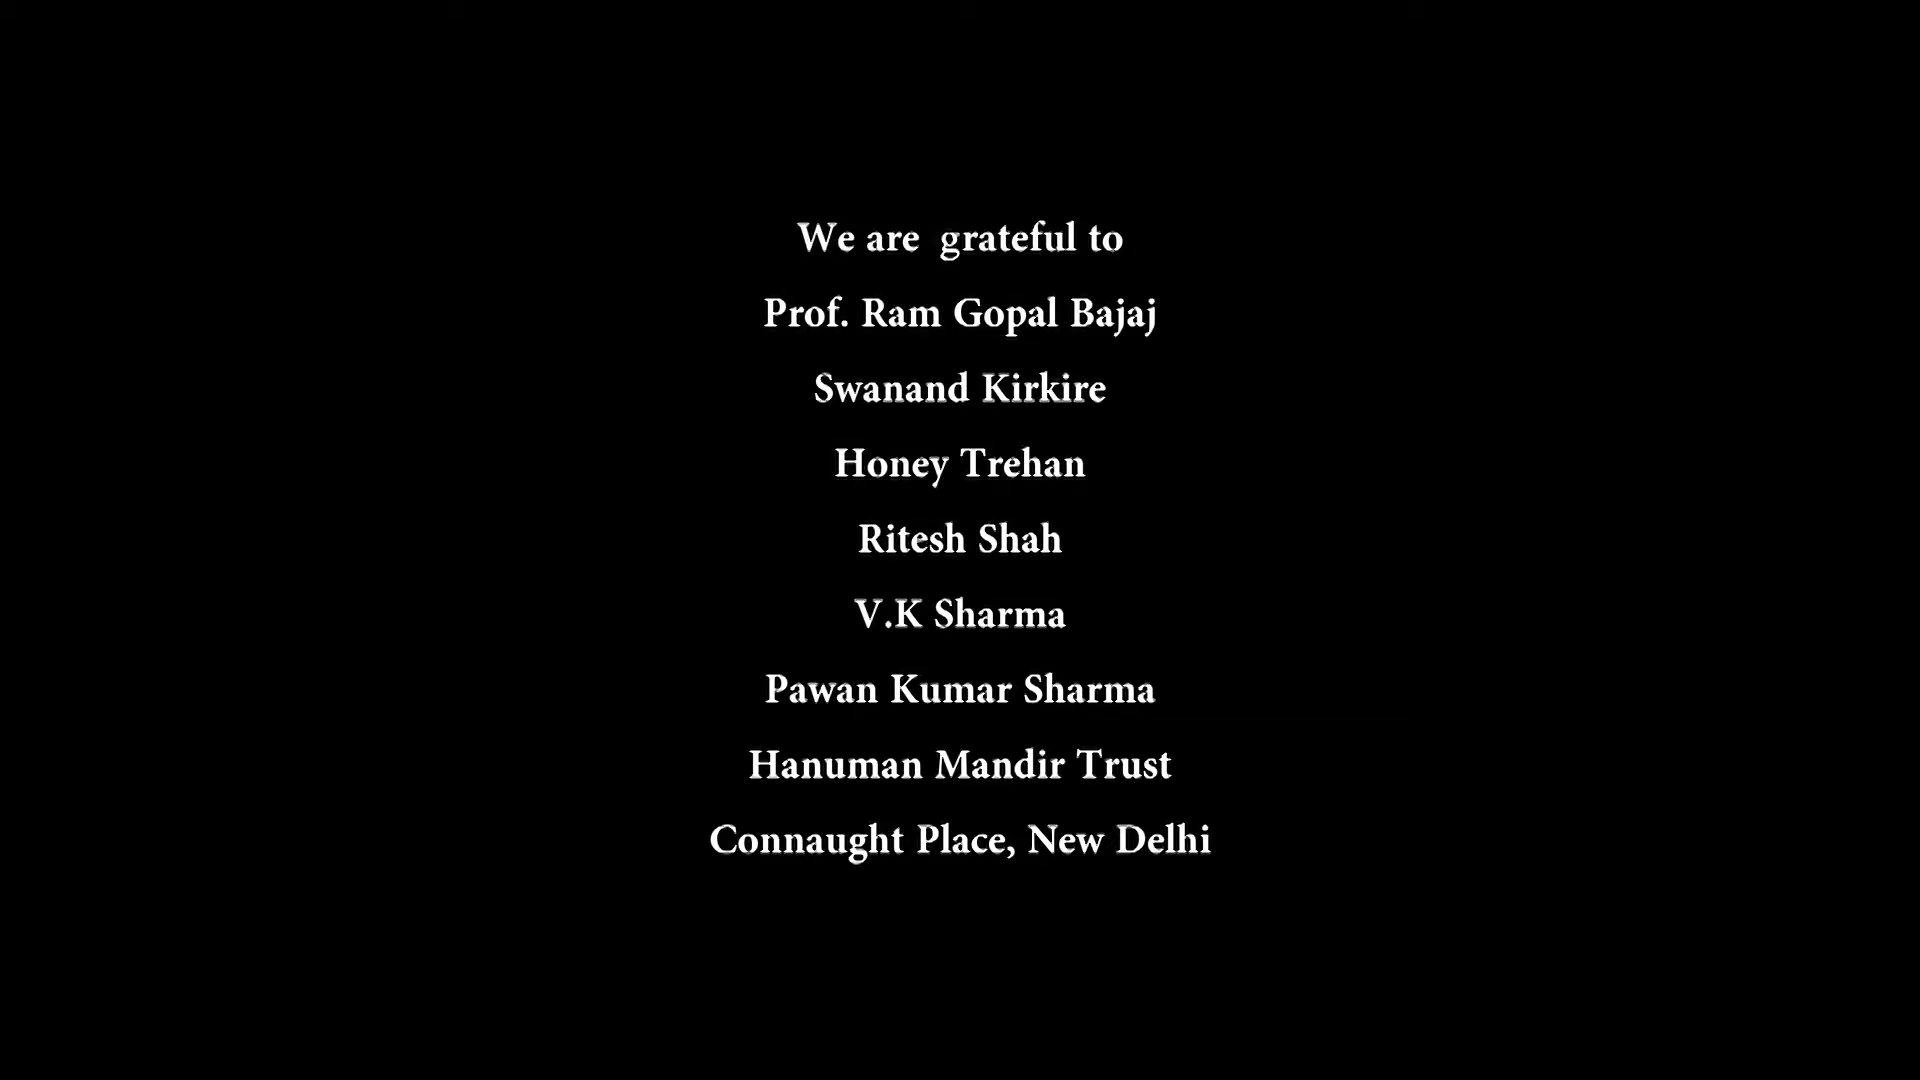 We are  grateful to
Prof. Ram Gopal Bajaj
Swanand Kirkire
Honey Trehan
Ritesh Shah
V.K Sharma
Pawan Kumar Sharma
Hanuman Mandir Trust
Connaught Place, New Delhi